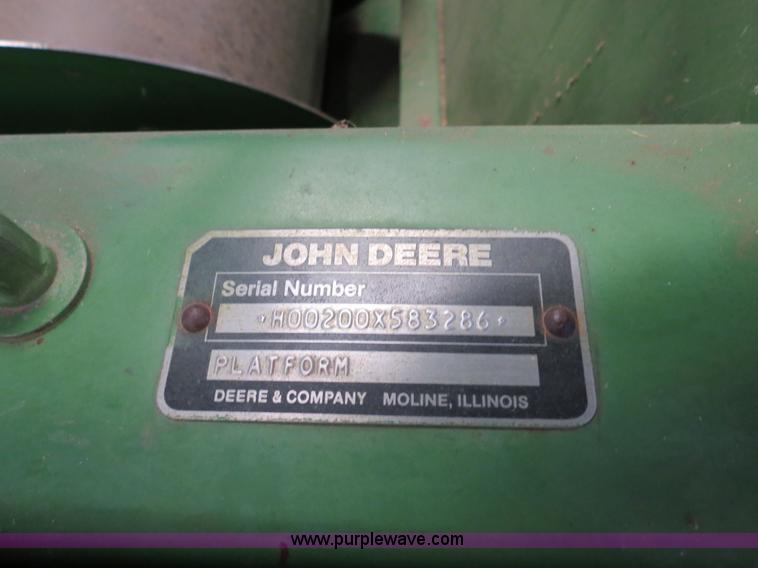 JOHN DEERE
Serial Number
*H00200X583286*
PLATFORM
DEERE & COMPANY MOLINE, ILLINOIS
www.purplewave.com